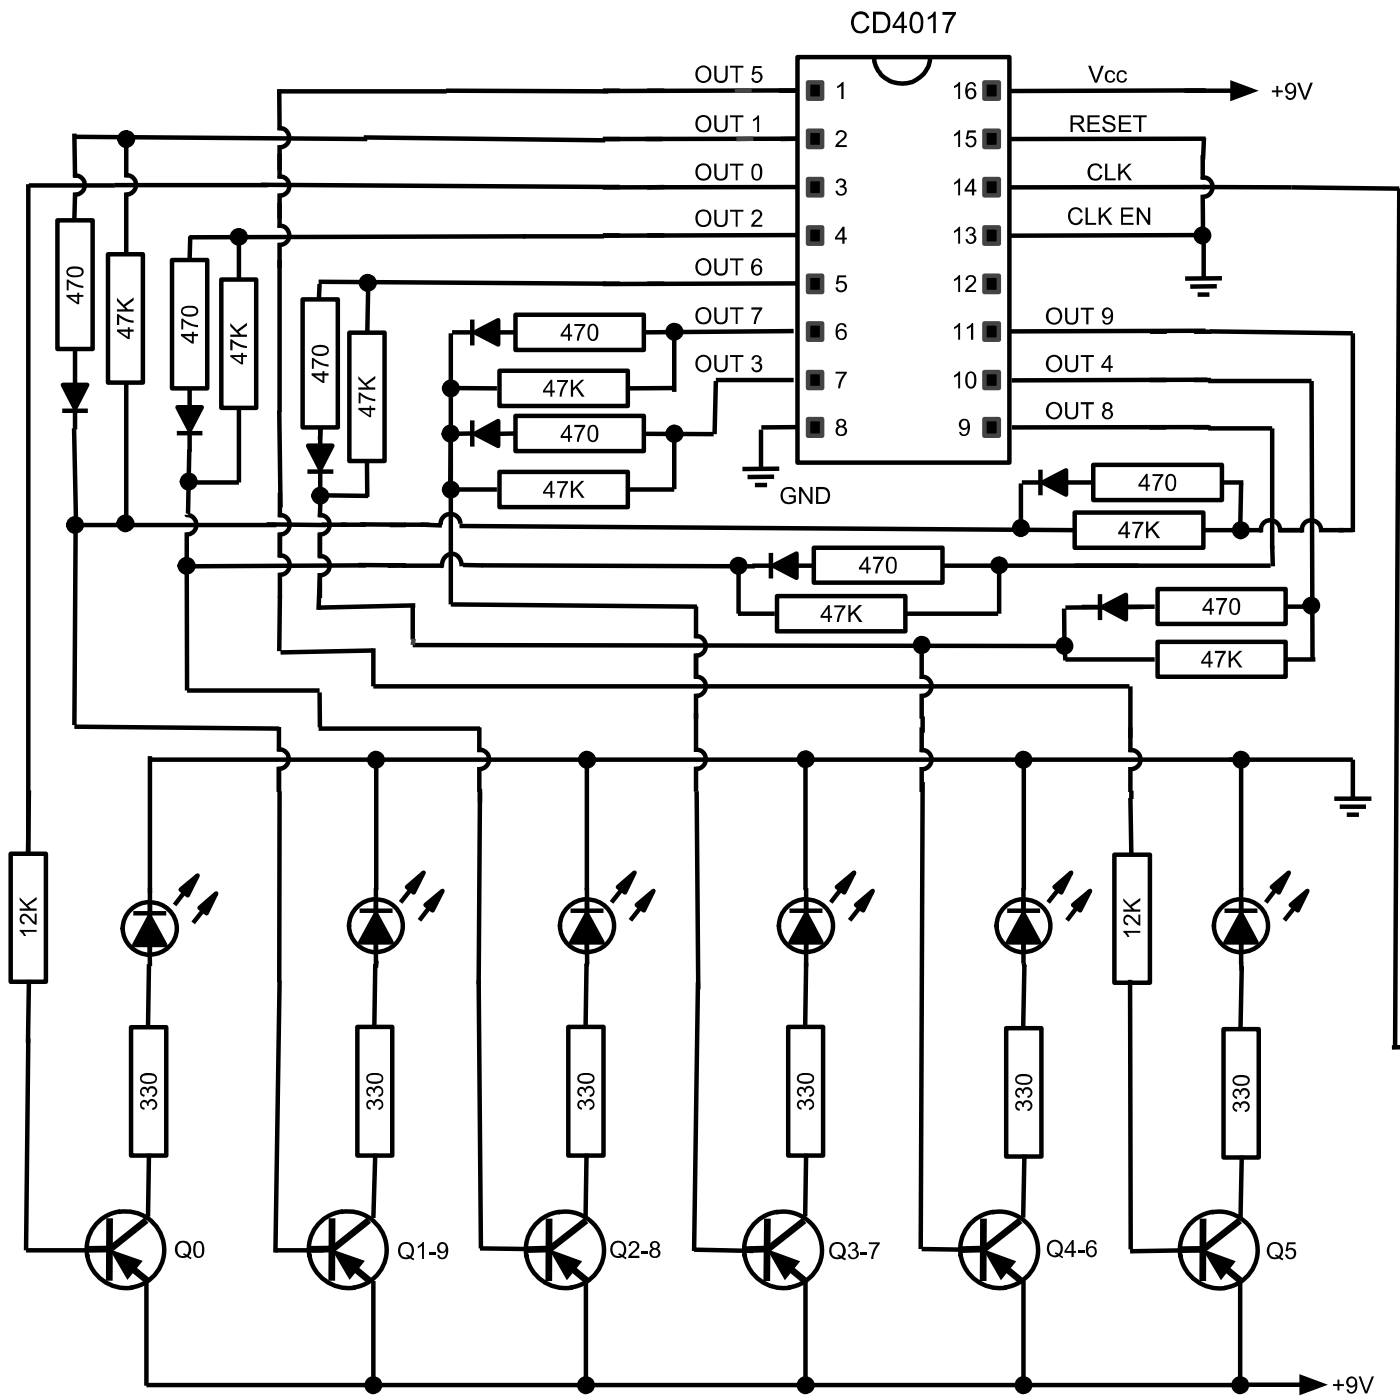 CD4017
OUT 5 1 16 Vcc +9V
OUT 1 2 15 RESET
OUT 0 3 14 CLK
OUT 2 4 13 CLK EN
OUT 6 5 12
OUT 7 6 11 OUT 9
OUT 3 7 10 OUT 4
8 9 OUT 8
GND
470
47K
470
47K
470
47K
470
47K
470
47K
470
47K
470
47K
470
47K
12K
12K
330
330
330
330
330
330
Q0
Q1-9
Q2-8
Q3-7
Q4-6
Q5
+9V